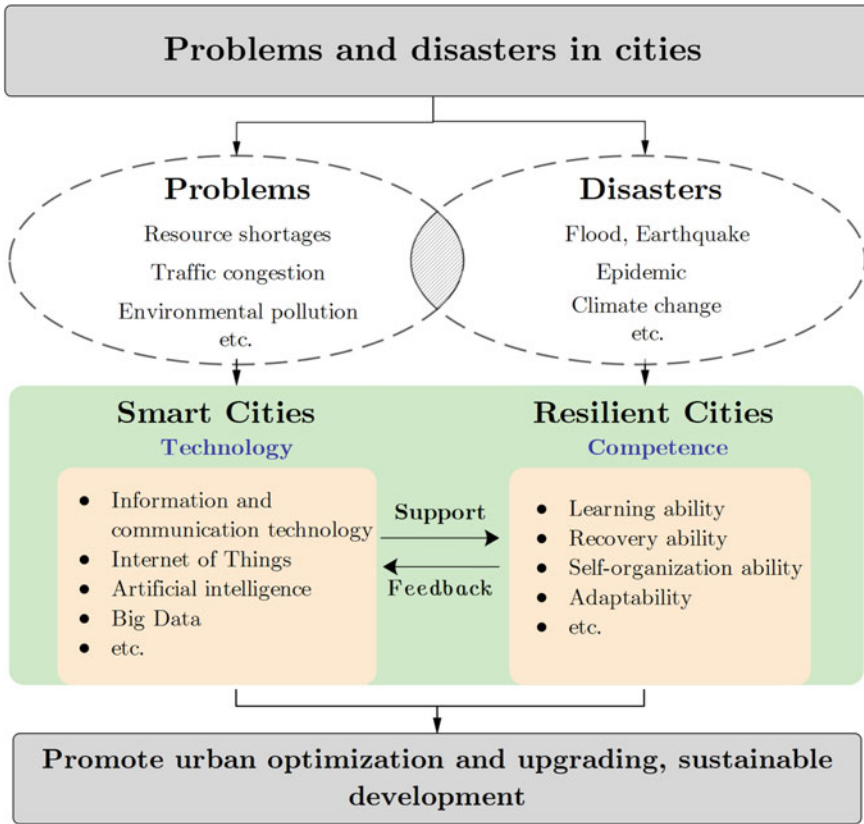 Problems and disasters in cities
Problems
Resource shortages
Traffic congestion
Environmental pollution
etc.
Disasters
Flood, Earthquake
Epidemic
Climate change
etc.
Smart Cities
Technology
● Information and
communication technology
● Internet of Things
● Artificial intelligence
● Big Data
● etc.
Support
Feedback
Resilient Cities
Competence
● Learning ability
● Recovery ability
● Self-organization ability
● Adaptability
● etc.
Promote urban optimization and upgrading, sustainable
development